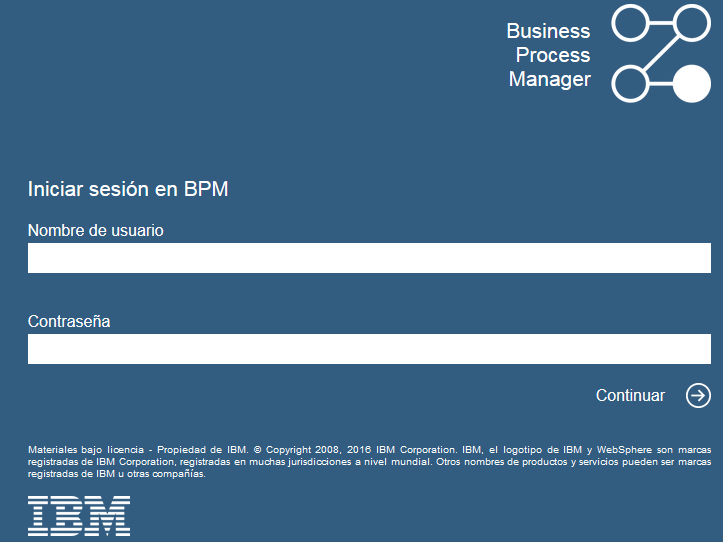 Business
Process
Manager
Iniciar sesión en BPM
Nombre de usuario
Contraseña
Continuar
Materiales bajo licencia - Propiedad de IBM. © Copyright 2008, 2016 IBM Corporation. IBM, el logotipo de IBM y WebSphere son marcas
registradas de IBM Corporation, registradas en muchas jurisdicciones a nivel mundial. Otros nombres de productos y servicios pueden ser marcas
registradas de IBM u otras compañías.
IBM